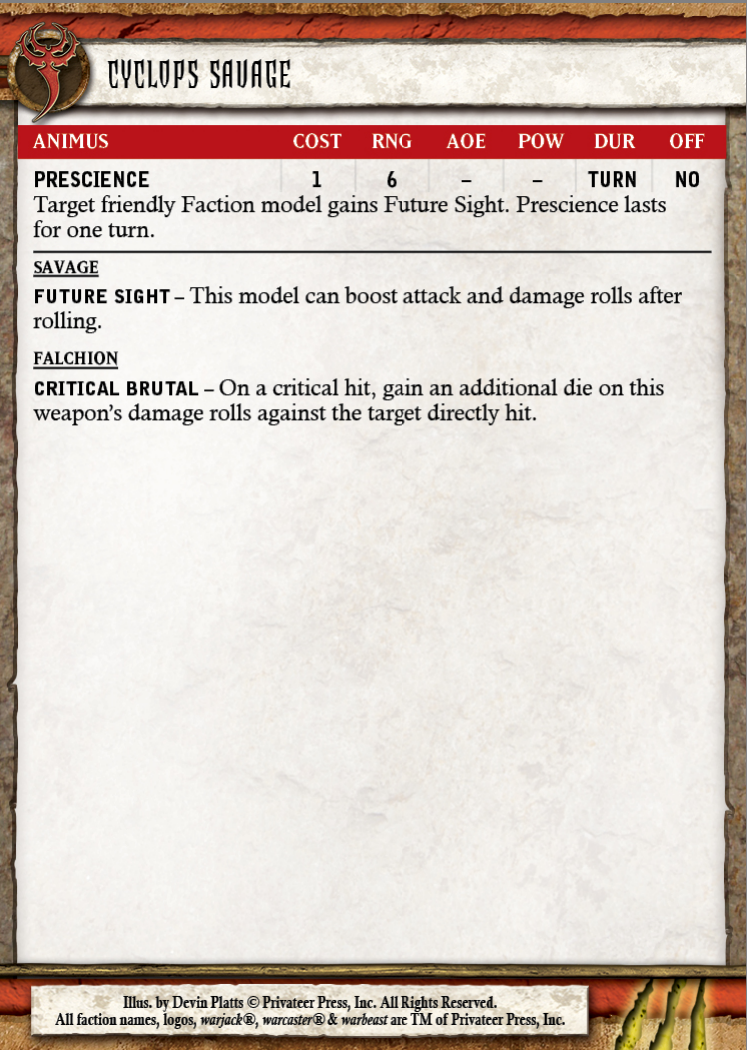 CYCLOPS SAVAGE
ANIMUS COST RNG AOE POW DUR OFF
PRESCIENCE 1 6 – – TURN NO
Target friendly Faction model gains Future Sight. Prescience lasts
for one turn.
SAVAGE
FUTURE SIGHT – This model can boost attack and damage rolls after
rolling.
FALCHION
CRITICAL BRUTAL – On a critical hit, gain an additional die on this
weapon’s damage rolls against the target directly hit.
Illus. by Devin Platts © Privateer Press, Inc. All Rights Reserved.
All faction names, logos, warjack®, warcaster® & warbeast are TM of Privateer Press, Inc.